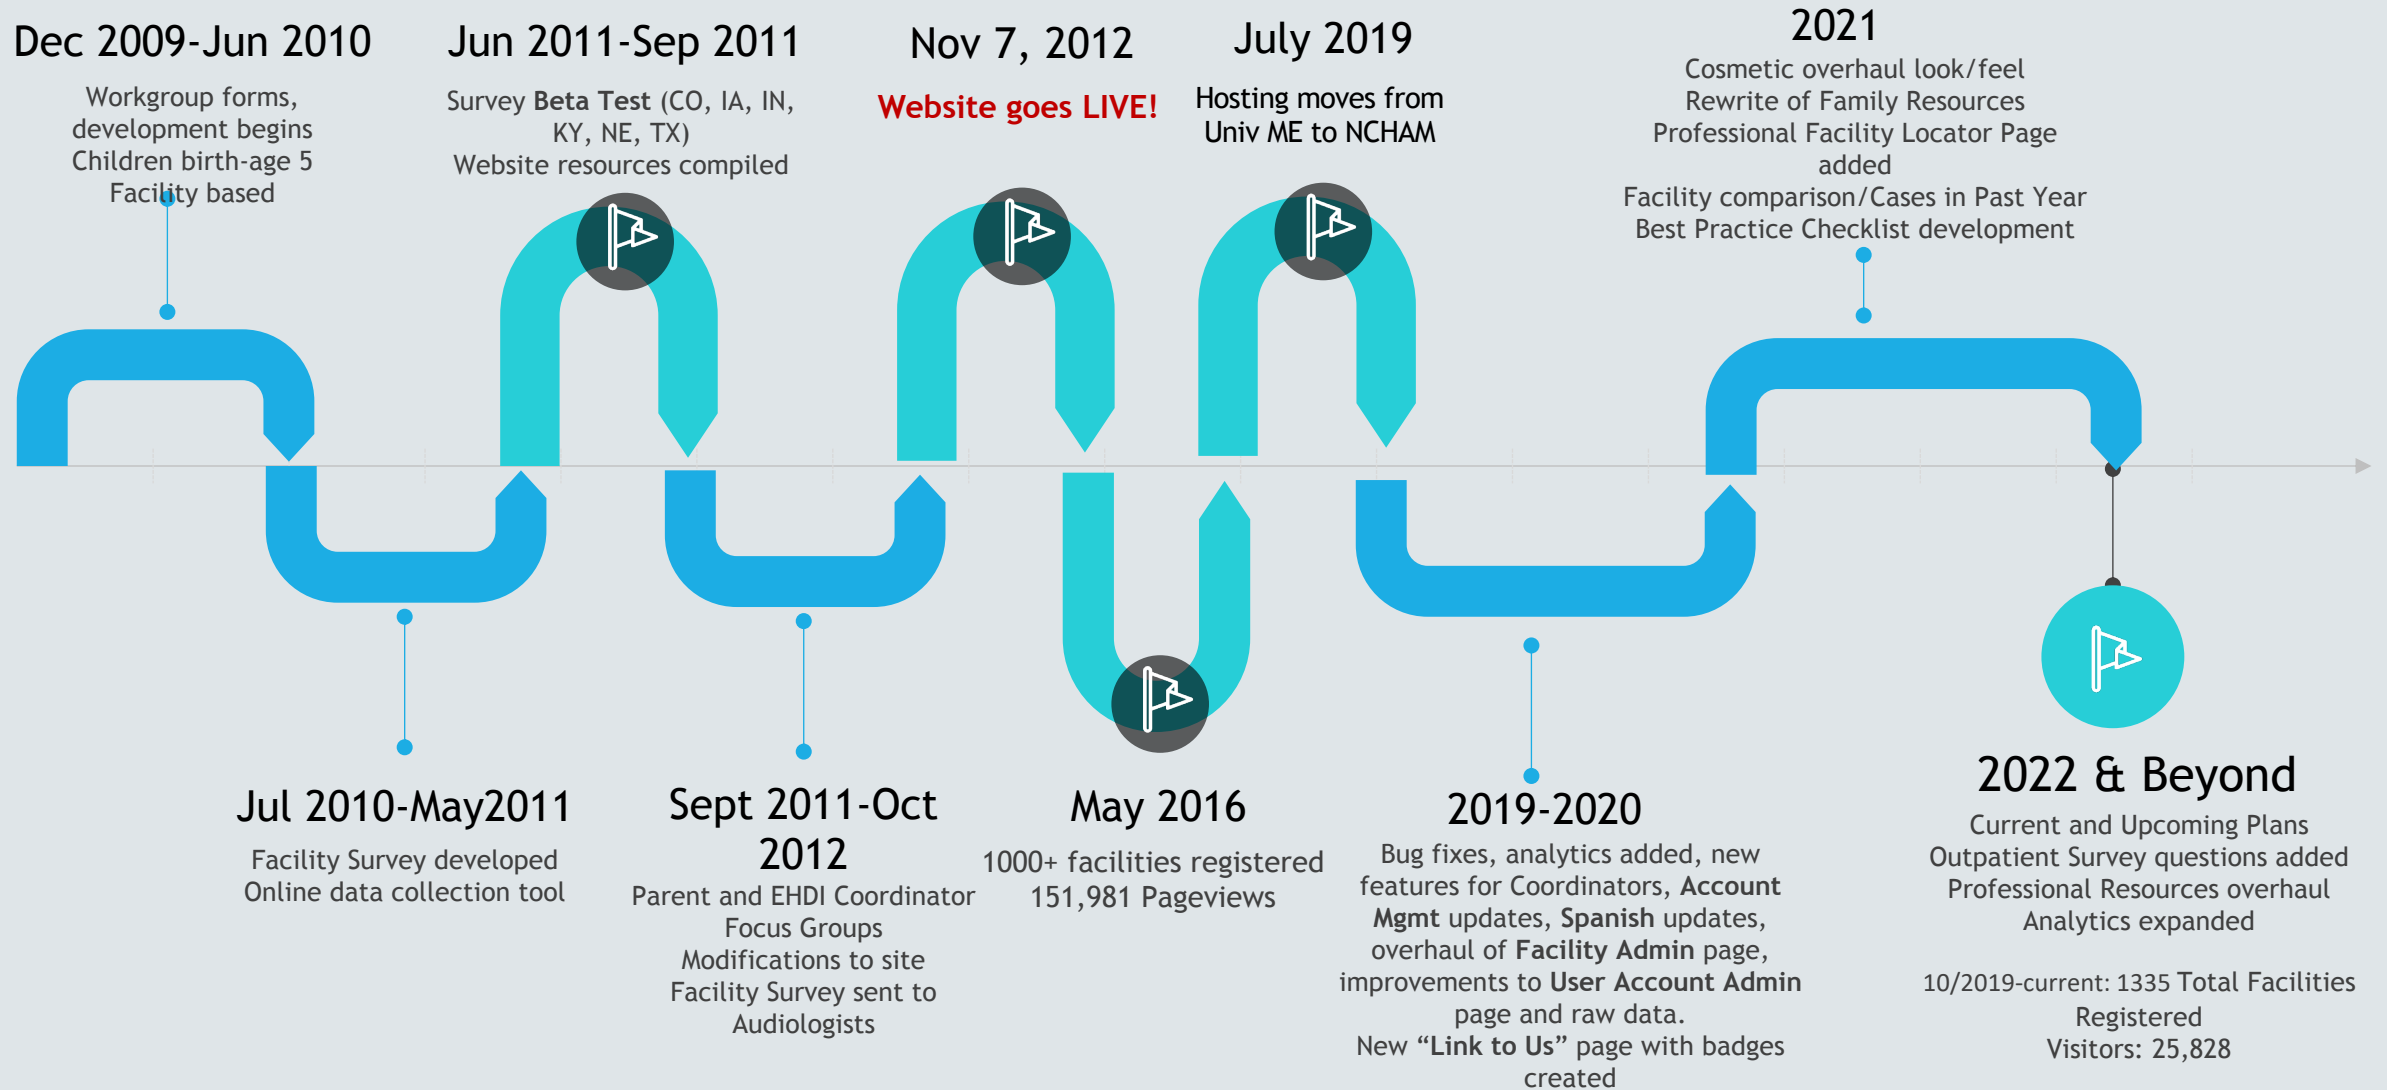 Dec 2009-Jun 2010
Workgroup forms,
development begins
Children birth-age 5
Facility based
Jul 2010-May2011
Facility Survey developed
Online data collection tool
Jun 2011-Sep 2011
Survey Beta Test (CO, IA, IN,
KY, NE, TX)
Website resources compiled
Sept 2011-Oct
2012
Parent and EHDI Coordinator
Focus Groups
Modifications to site
Facility Survey sent to
Audiologists
Nov 7, 2012
Website goes LIVE!
May 2016
1000+ facilities registered
151,981 Pageviews
July 2019
Hosting moves from
Univ ME to NCHAM
2019-2020
Bug fixes, analytics added, new
features for Coordinators, Account
Mgmt updates, Spanish updates,
overhaul of Facility Admin page,
improvements to User Account Admin
page and raw data.
New “Link to Us” page with badges
created
2021
Cosmetic overhaul look/feel
Rewrite of Family Resources
Professional Facility Locator Page
added
Facility comparison/Cases in Past Year
Best Practice Checklist development
2022 & Beyond
Current and Upcoming Plans
Outpatient Survey questions added
Professional Resources overhaul
Analytics expanded
10/2019-current: 1335 Total Facilities
Registered
Visitors: 25,828